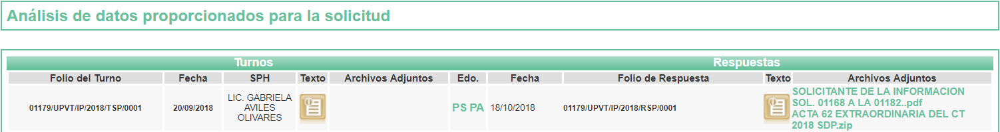 Análisis de datos proporcionados para la solicitud
Turnos Respuestas
Folio del Turno Fecha SPH Texto Archivos Adjuntos Edo. Fecha Folio de Respuesta Texto Archivos Adjuntos
01179/UPVT/IP/2018/TSP/0001 20/09/2018
LIC. GABRIELA
AVILES
OLIVARES
PS PA 18/10/2018 01179/UPVT/IP/2018/RSP/0001
SOLICITANTE DE LA INFORMACION
SOL. 01168 A LA 01182..pdf
ACTA 62 EXTRAORDINARIA DEL CT
2018 SDP.zip